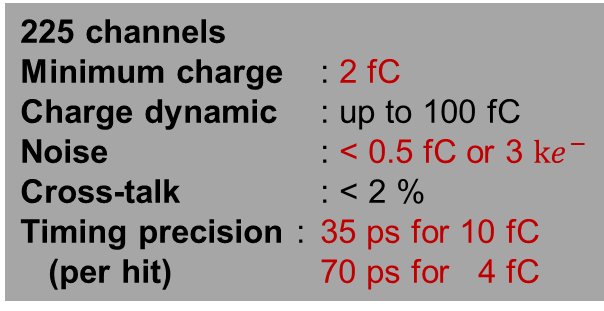 225 channels
Minimum charge : 2 fC
Charge dynamic : up to 100 fC
Noise : < 0.5 fC or 3 ke⁻
Cross-talk : < 2 %
Timing precision : 35 ps for 10 fC
(per hit) 70 ps for 4 fC